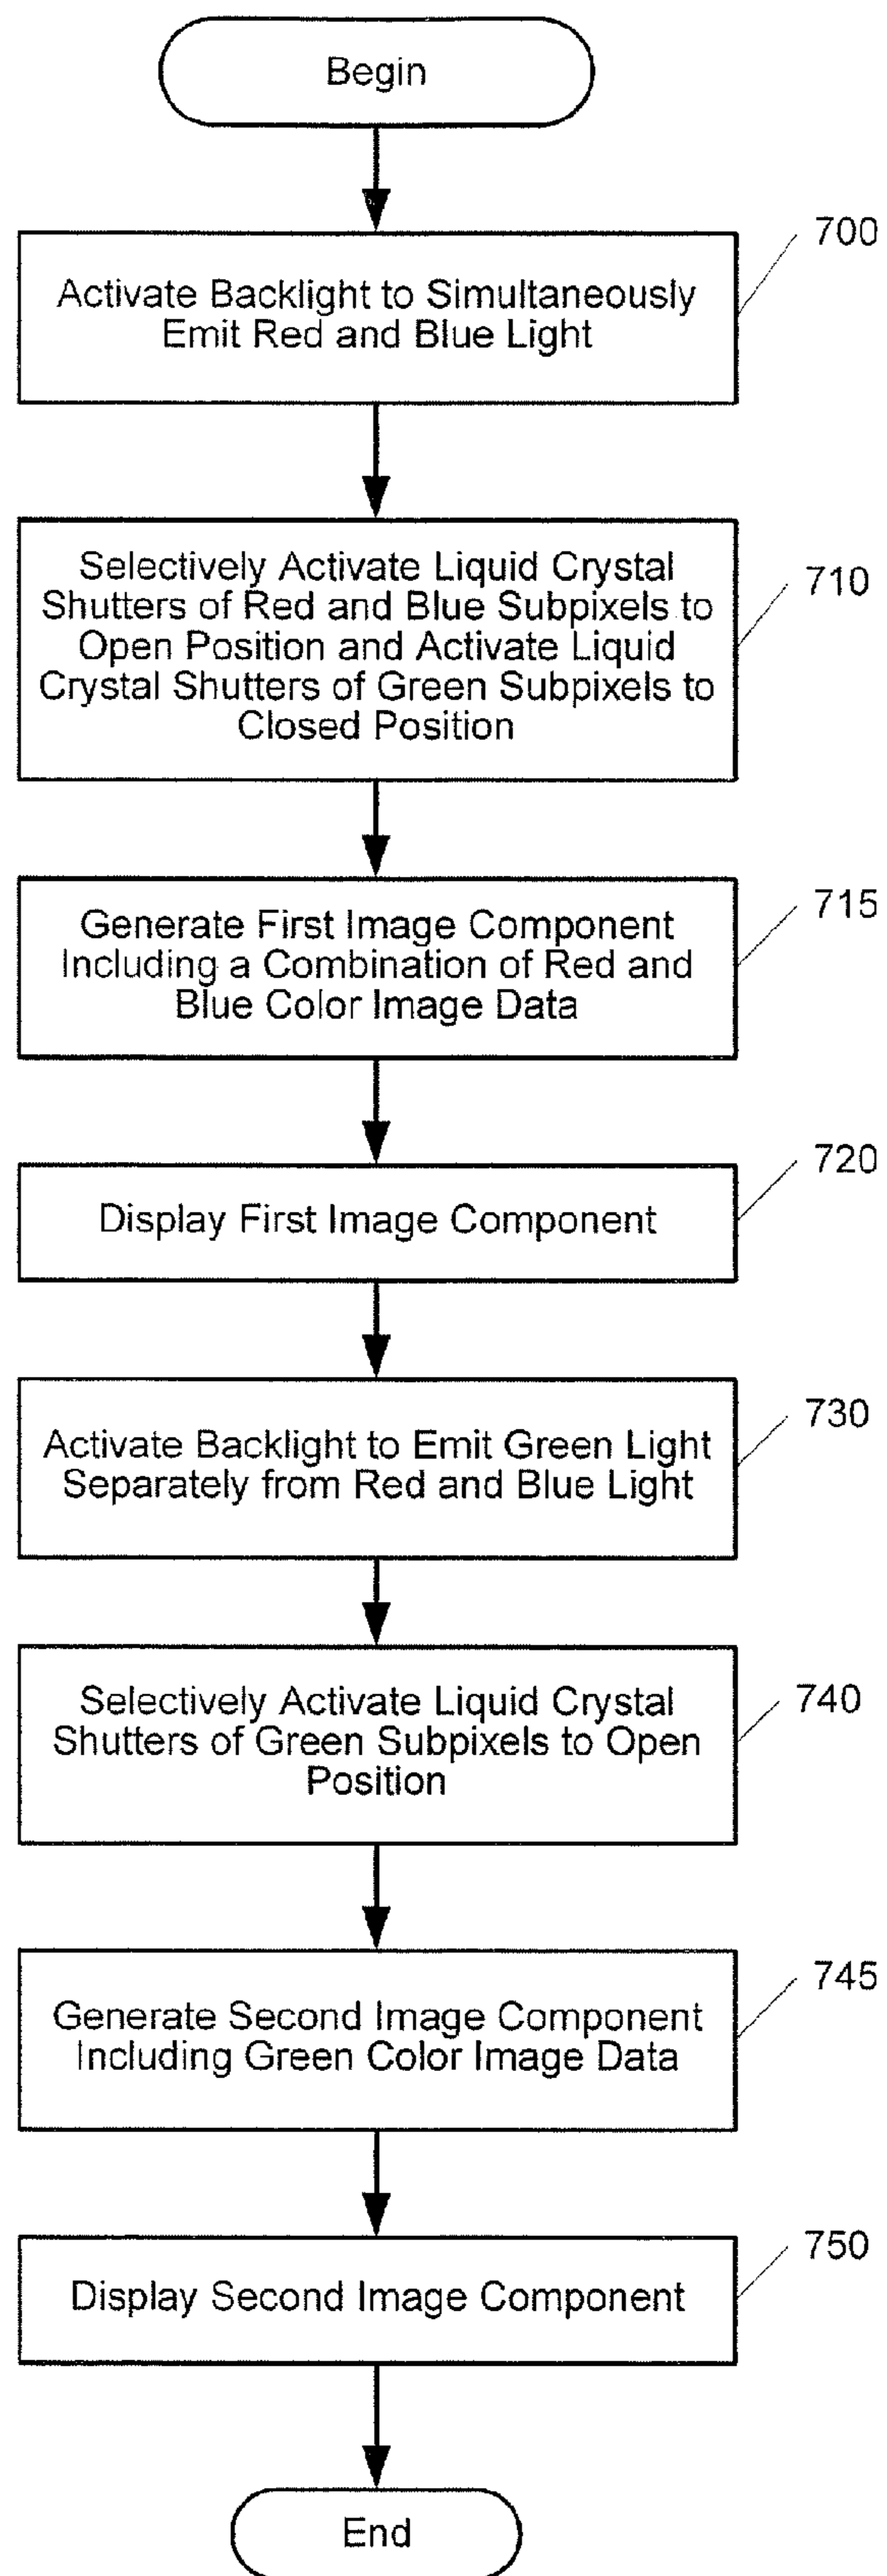 Begin
700
Activate Backlight to Simultaneously
Emit Red and Blue Light
710
Selectively Activate Liquid Crystal
Shutters of Red and Blue Subpixels to
Open Position and Activate Liquid
Crystal Shutters of Green Subpixels to
Closed Position
715
Generate First Image Component
Including a Combination of Red and
Blue Color Image Data
720
Display First Image Component
730
Activate Backlight to Emit Green Light
Separately from Red and Blue Light
740
Selectively Activate Liquid Crystal
Shutters of Green Subpixels to Open
Position
745
Generate Second Image Component
Including Green Color Image Data
750
Display Second Image Component
End